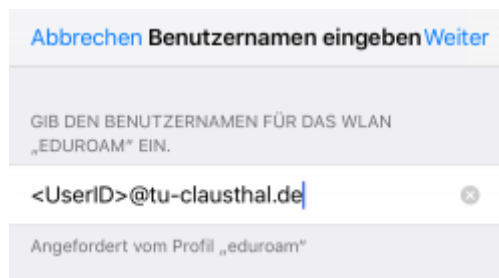 Abbrechen Benutzernamen eingeben Weiter
GIB DEN BENUTZERNAMEN FÜR DAS WLAN
„EDUROAM“ EIN.
<UserID>@tu-clausthal.de
Angefordert vom Profil „eduroam“